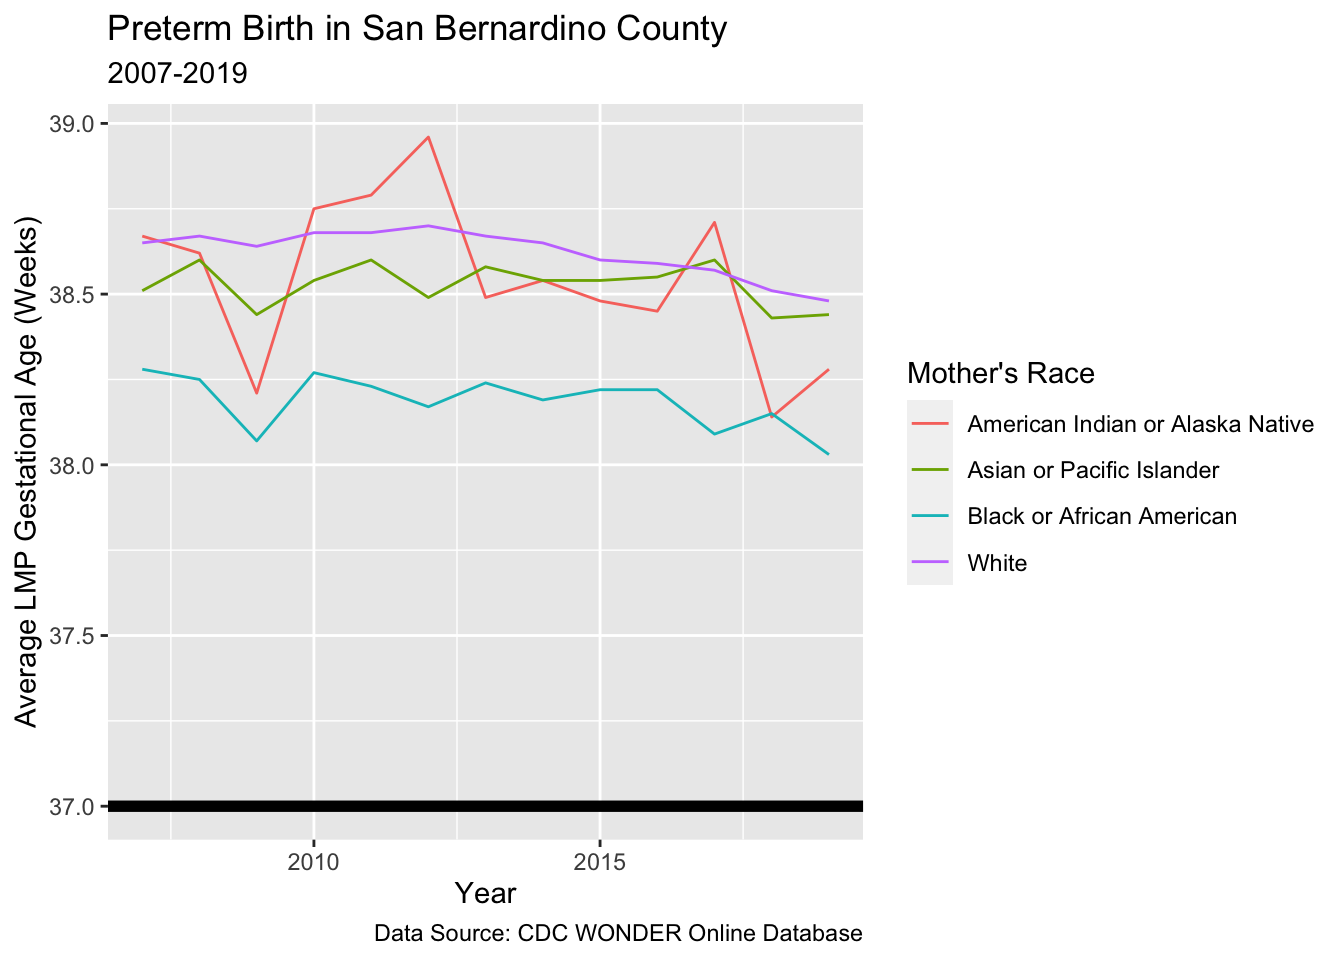 Preterm Birth in San Bernardino County
2007-2019
Average LMP Gestational Age (Weeks)
39.0
38.5
38.0
37.5
37.0
2010
2015
Year
Mother's Race
American Indian or Alaska Native
Asian or Pacific Islander
Black or African American
White
Data Source: CDC WONDER Online Database